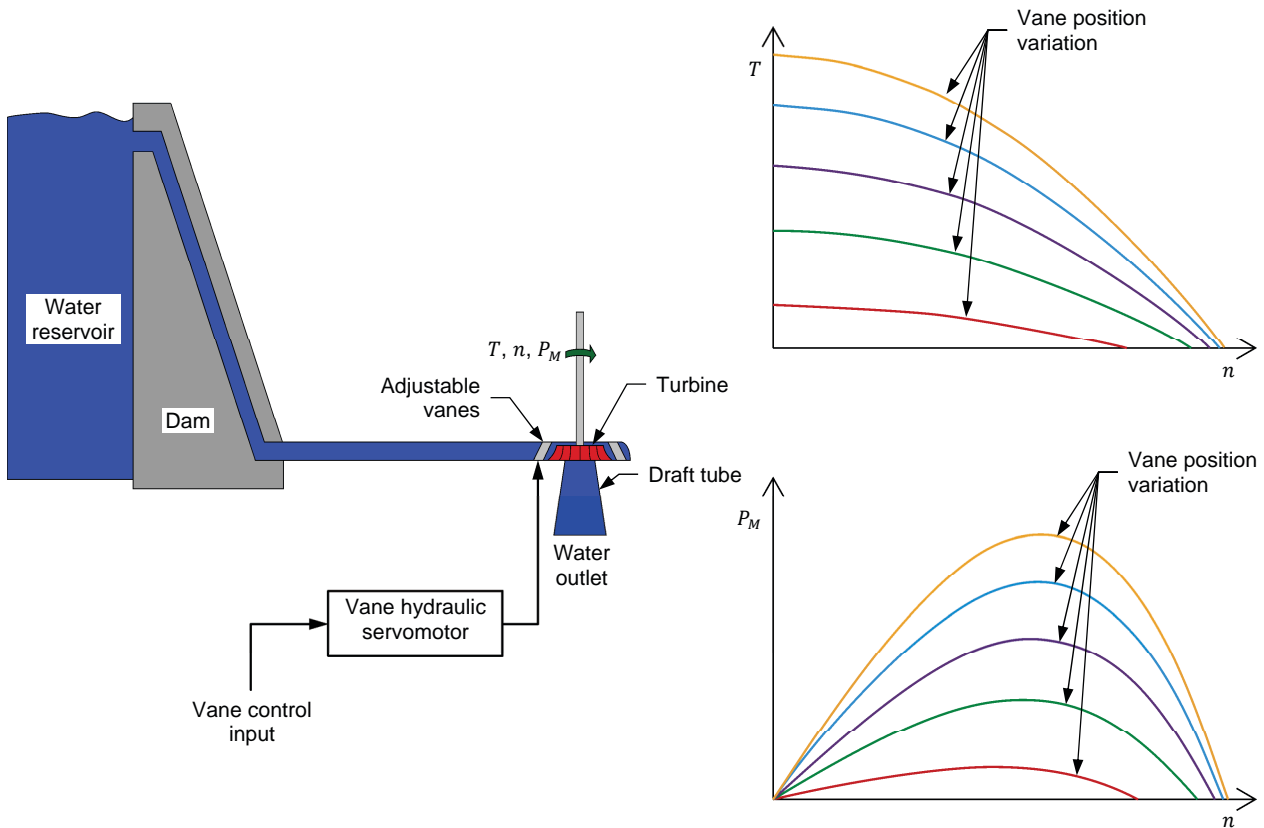 Water
reservoir
Dam
T, n, P_M
Adjustable
vanes
Turbine
Draft tube
Water
outlet
Vane hydraulic
servomotor
Vane control
input
Vane position
variation
T
n
Vane position
variation
P_M
n